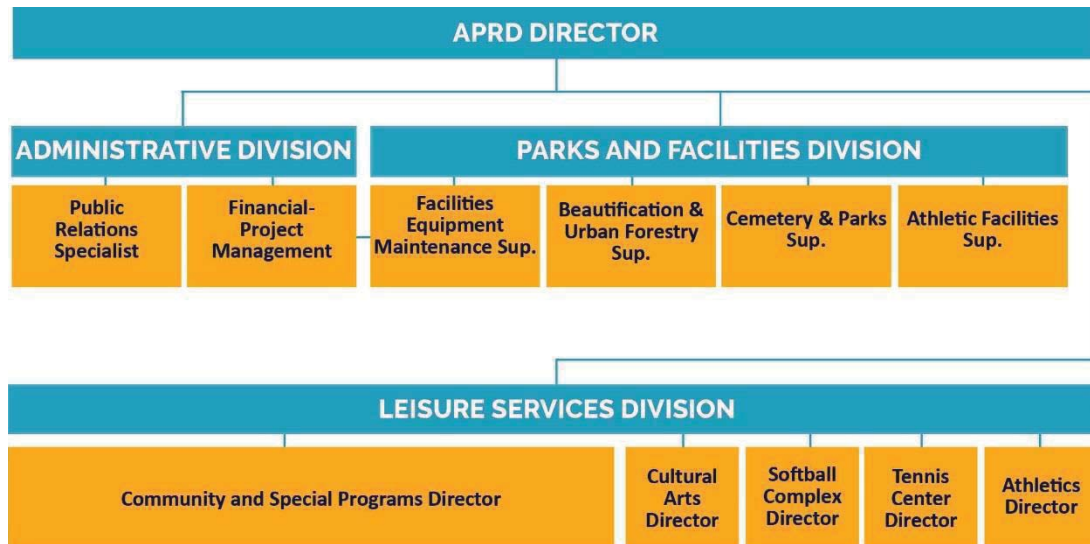 APRD DIRECTOR
ADMINISTRATIVE DIVISION
PARKS AND FACILITIES DIVISION
Public
Relations
Specialist
Financial-
Project
Management
Facilities
Equipment
Maintenance Sup.
Beautification &
Urban Forestry
Sup.
Cemetery & Parks
Sup.
Athletic Facilities
Sup.
LEISURE SERVICES DIVISION
Community and Special Programs Director
Cultural
Arts
Director
Softball
Complex
Director
Tennis
Center
Director
Athletics
Director